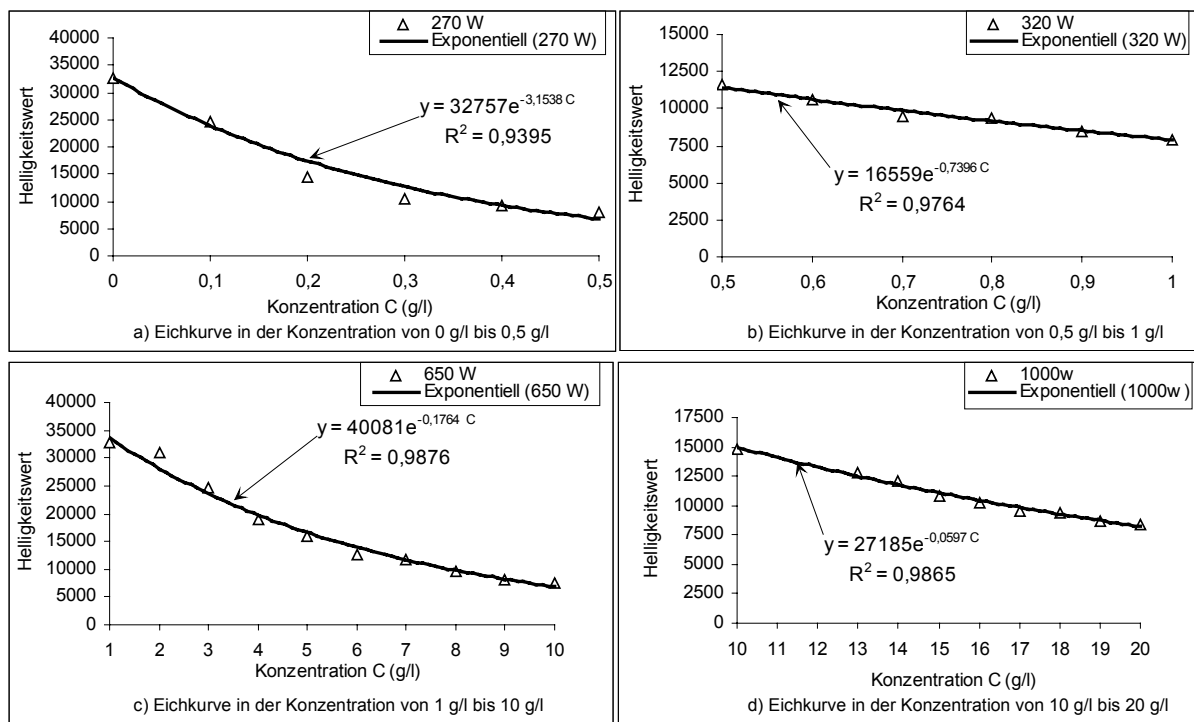 270 W
Exponentiell (270 W)
40000
35000
30000
25000
20000
15000
10000
5000
0
Helligkeitswert
y = 32757e^-3,1538 C
R² = 0,9395
0 0,1 0,2 0,3 0,4 0,5
Konzentration C (g/l)
a) Eichkurve in der Konzentration von 0 g/l bis 0,5 g/l
320 W
Exponentiell (320 W)
15000
12500
10000
7500
5000
2500
0
Helligkeitswert
y = 16559e^-0,7396 C
R² = 0,9764
0,5 0,6 0,7 0,8 0,9 1
Konzentration C (g/l)
b) Eichkurve in der Konzentration von 0,5 g/l bis 1 g/l
650 W
Exponentiell (650 W)
40000
35000
30000
25000
20000
15000
10000
5000
0
Helligkeitswert
y = 40081e^-0,1764 C
R² = 0,9876
1 2 3 4 5 6 7 8 9 10
Konzentration C (g/l)
c) Eichkurve in der Konzentration von 1 g/l bis 10 g/l
1000w
Exponentiell (1000w)
17500
15000
12500
10000
7500
5000
2500
0
Helligkeitswert
y = 27185e^-0,0597 C
R² = 0,9865
10 11 12 13 14 15 16 17 18 19 20
Konzentration C (g/l)
d) Eichkurve in der Konzentration von 10 g/l bis 20 g/l